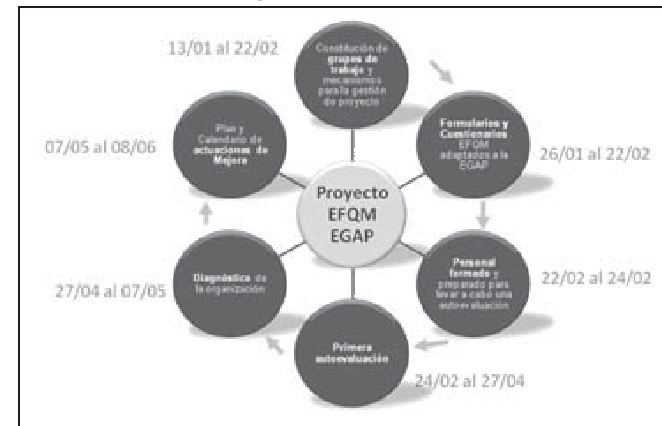 13/01 al 22/02
Constitución de
grupos de
trabajo y
mecanismos
para la gestión
de proyecto
Formularios y
Cuestionarios
EFQM
adaptados a la
EGAP
26/01 al 22/02
Personal
formado y
preparado para
llevar a cabo una
autoevaluación
22/02 al 24/02
Primera
autoevaluación
24/02 al 27/04
Diagnóstico de
la organización
27/04 al 07/05
Plan y
Calendario de
actuaciones de
Mejora
07/05 al 08/06
Proyecto
EFQM
EGAP